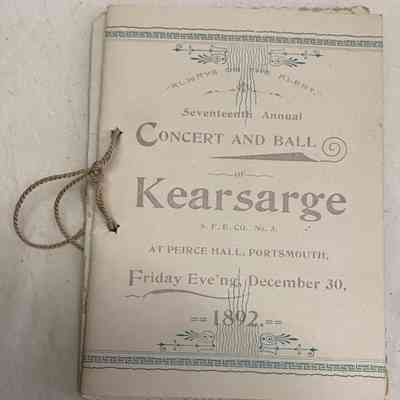 ALWAYS THE ALERT.
Seventeenth Annual
CONCERT AND BALL
OF
Kearsarge
S. F. E. CO. No. 3.
AT PEIRCE HALL, PORTSMOUTH,
Friday Eve'ng, December 30,
1892.